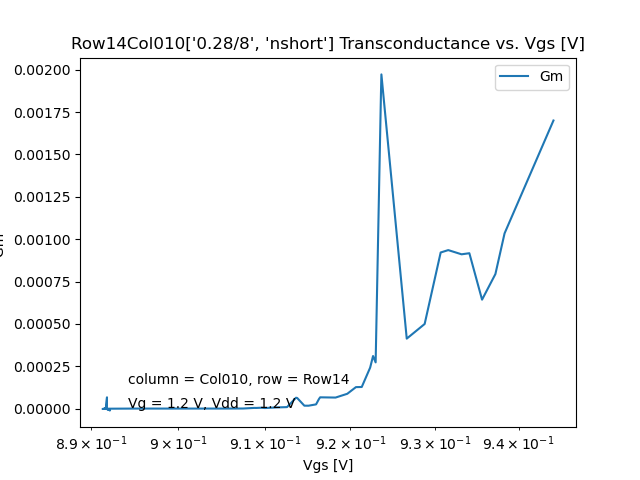 Row14Col010['0.28/8', 'nshort'] Transconductance vs. Vgs [V]
Gm
0.00200
0.00175
0.00150
0.00125
0.00100
0.00075
0.00050
0.00025
0.00000
column = Col010, row = Row14
Vg = 1.2 V, Vdd = 1.2 V
8.9 × 10⁻¹ 9 × 10⁻¹ 9.1 × 10⁻¹ 9.2 × 10⁻¹ 9.3 × 10⁻¹ 9.4 × 10⁻¹
Vgs [V]